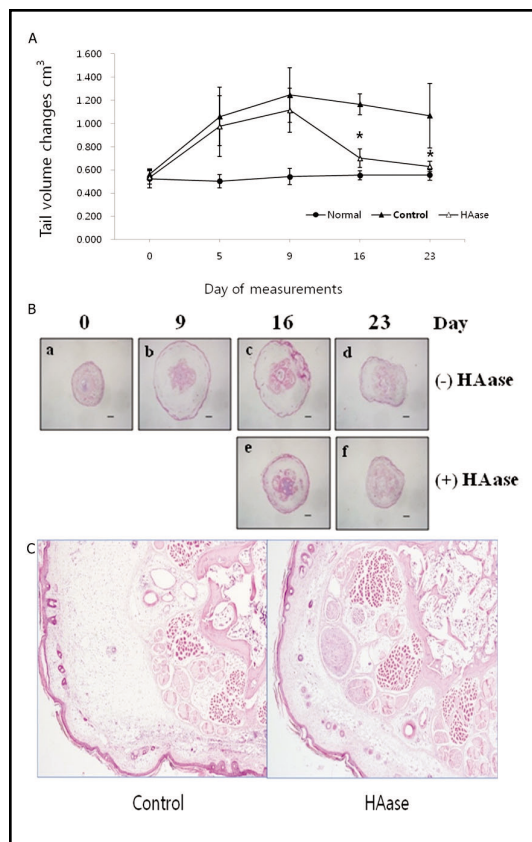 A
Tail volume changes cm³
1.600
1.400
1.200
1.000
0.800
0.600
0.400
0.200
0.000
*
*
Normal Control HAase
0 5 9 16 23
Day of measurements
B
0 9 16 23 Day
a b c d (-) HAase
e f (+) HAase
C
Control HAase